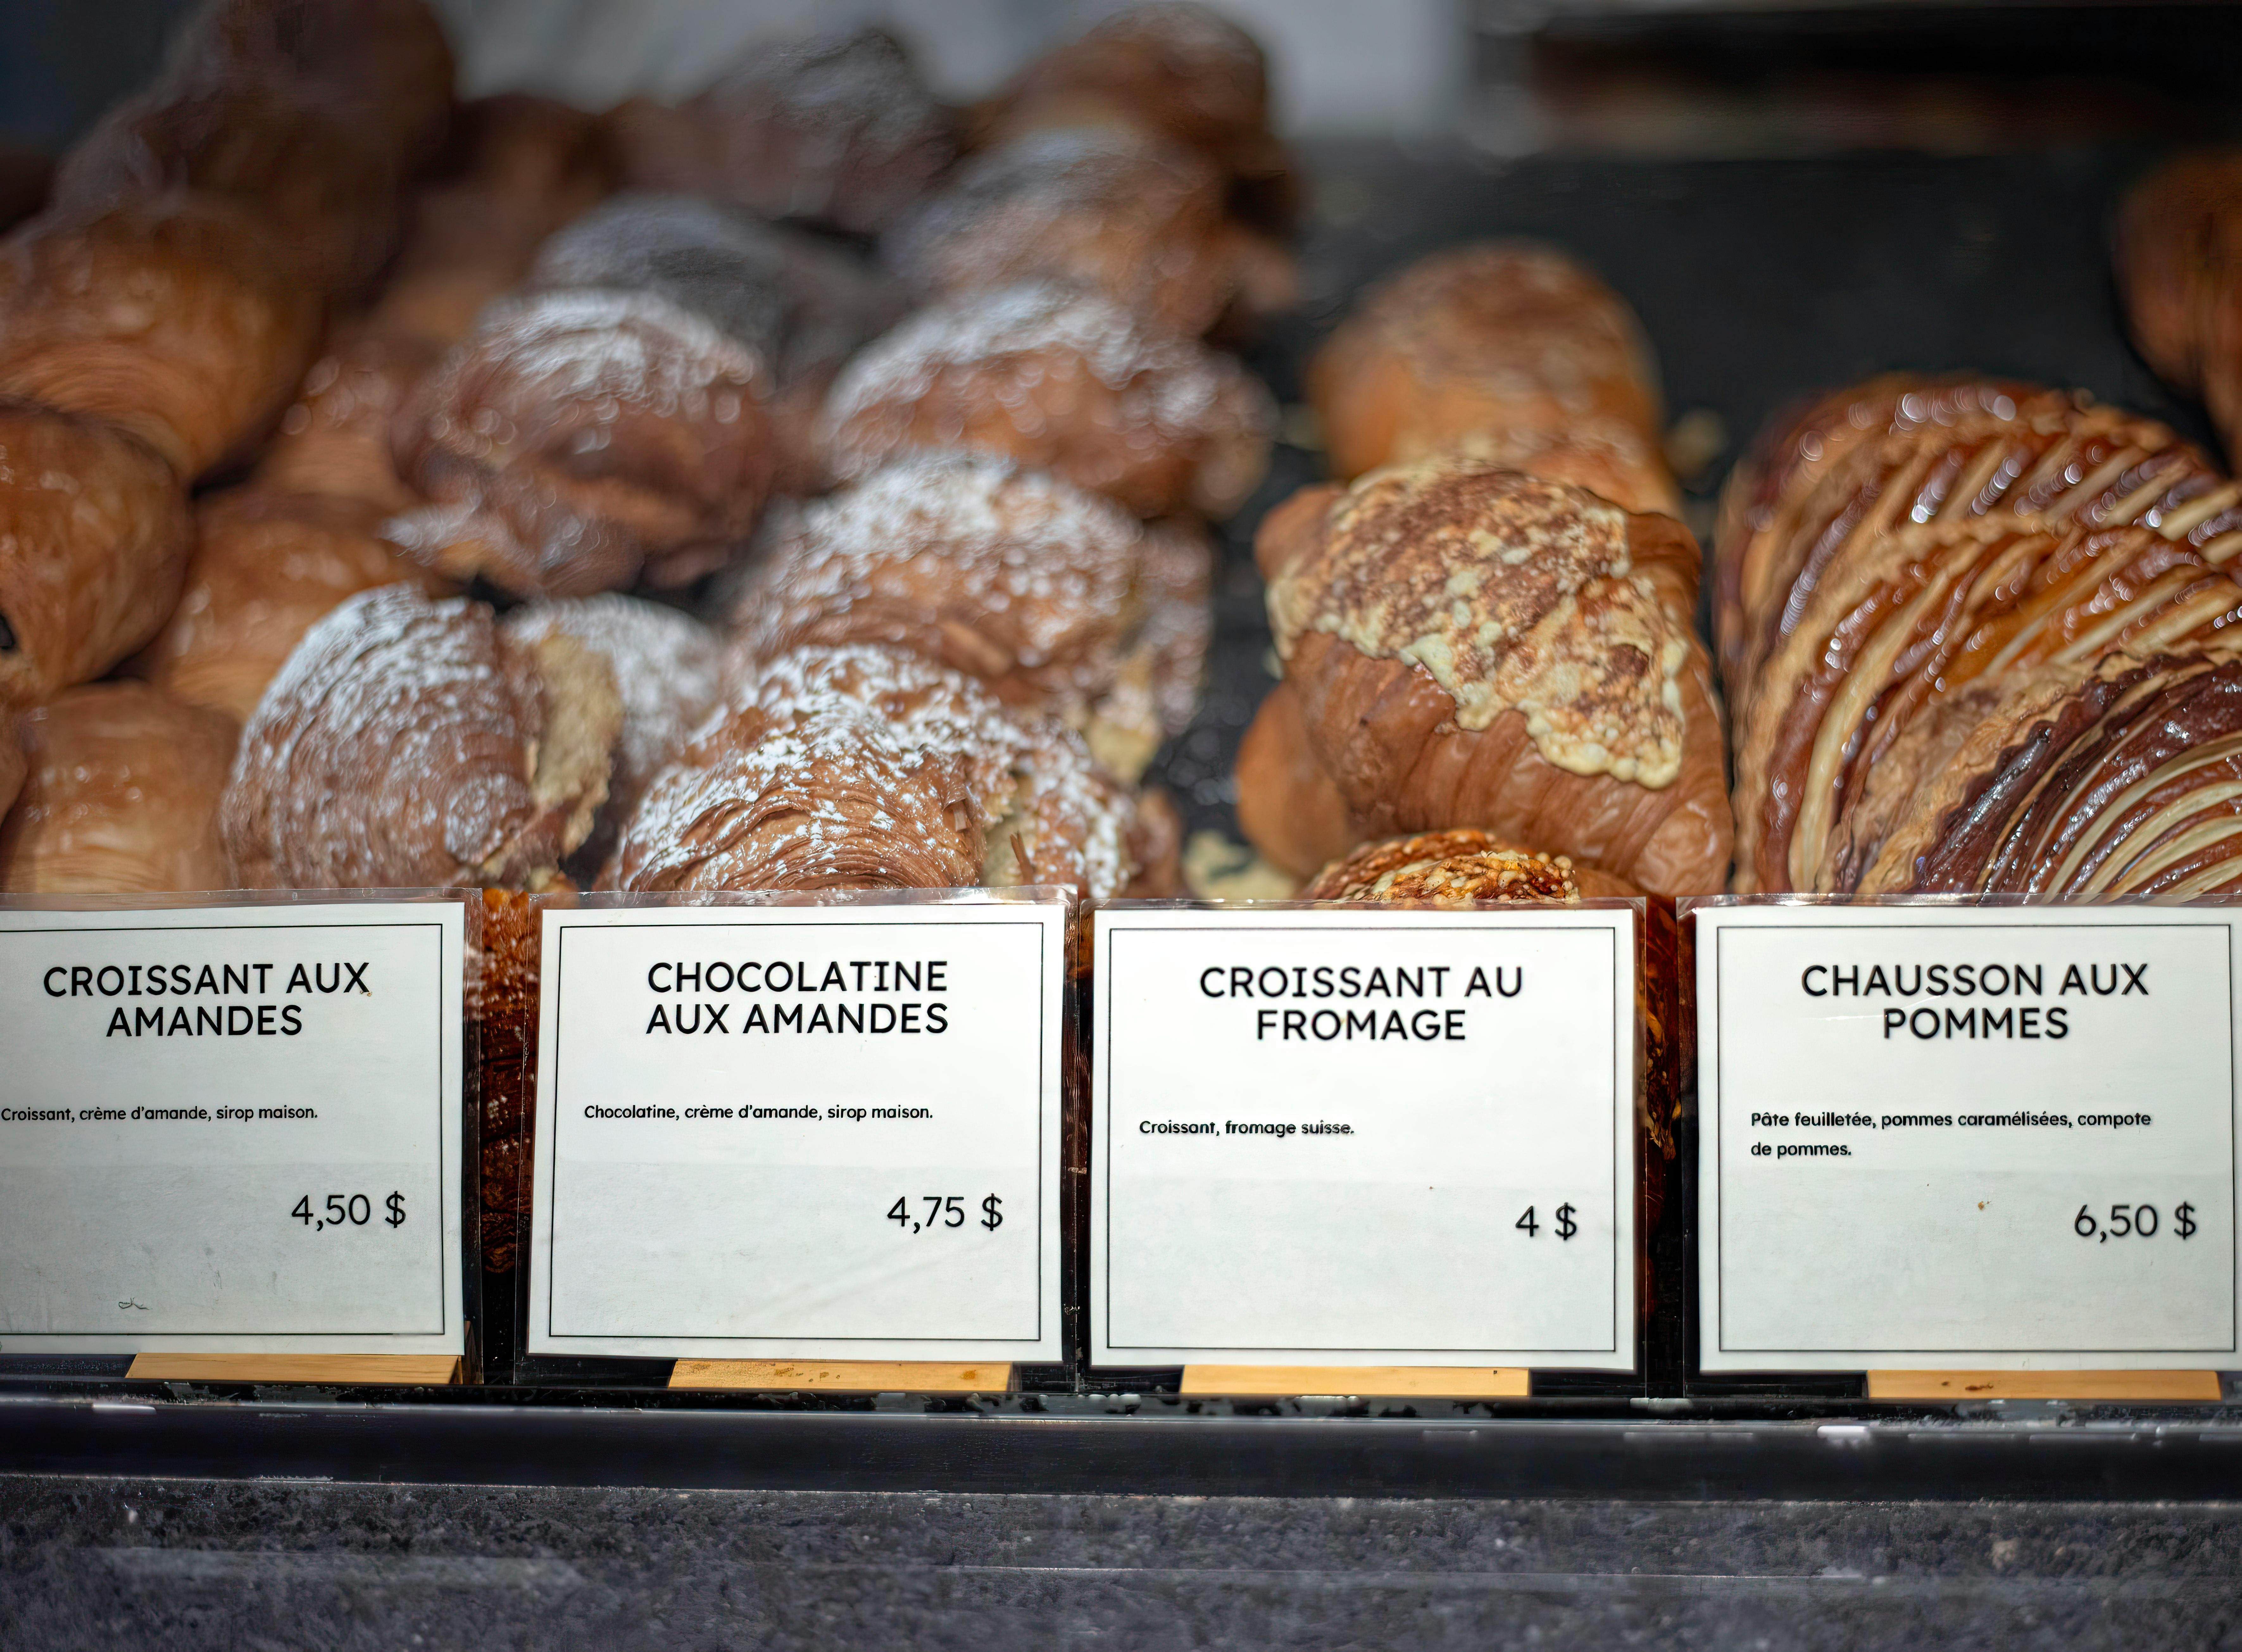 CROISSANT AUX
AMANDES
Croissant, crème d'amande, sirop maison.
4,50 $
CHOCOLATINE
AUX AMANDES
Chocolatine, crème d'amande, sirop maison.
4,75 $
CROISSANT AU
FROMAGE
Croissant, fromage suisse.
4 $
CHAUSSON AUX
POMMES
Pâte feuilletée, pommes caramélisées, compote
de pommes.
6,50 $